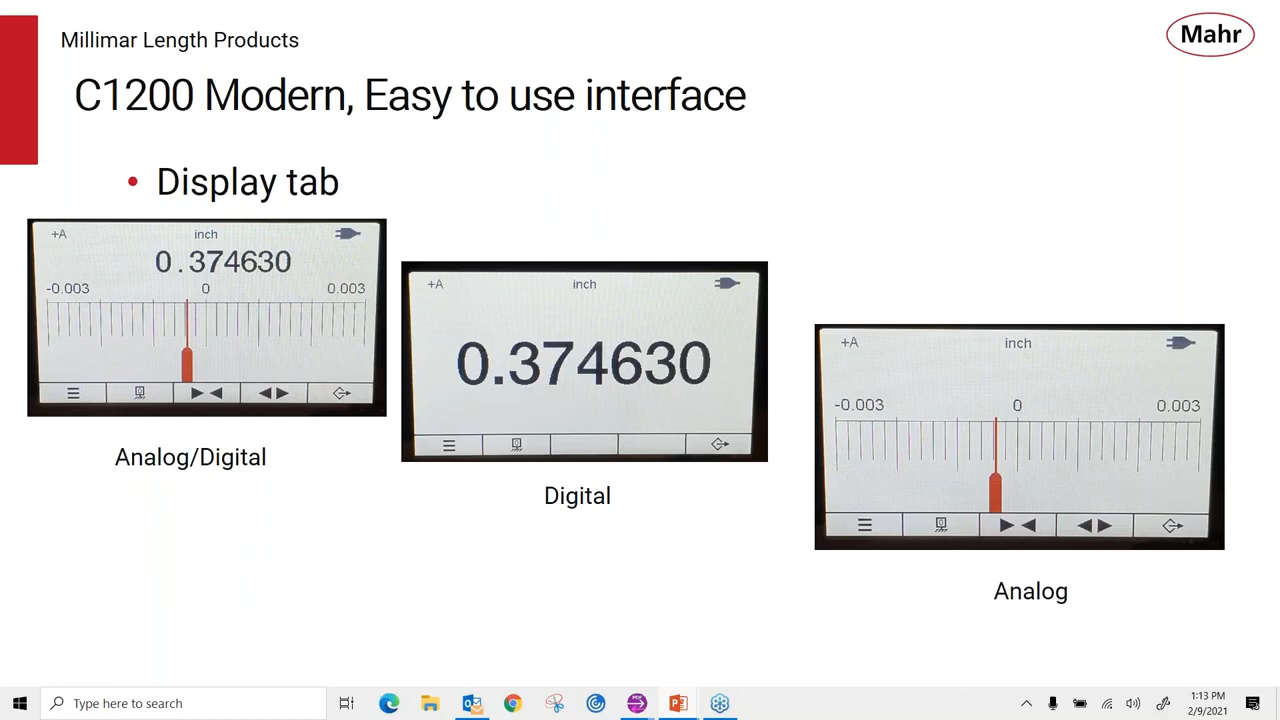 Millimar Length Products
Mahr
C1200 Modern, Easy to use interface
• Display tab
+A inch
0.374630
-0.003 0 0.003
Analog/Digital
+A inch
0.374630
Digital
+A inch
-0.003 0 0.003
Analog
Type here to search
1:13 PM
2/9/2021